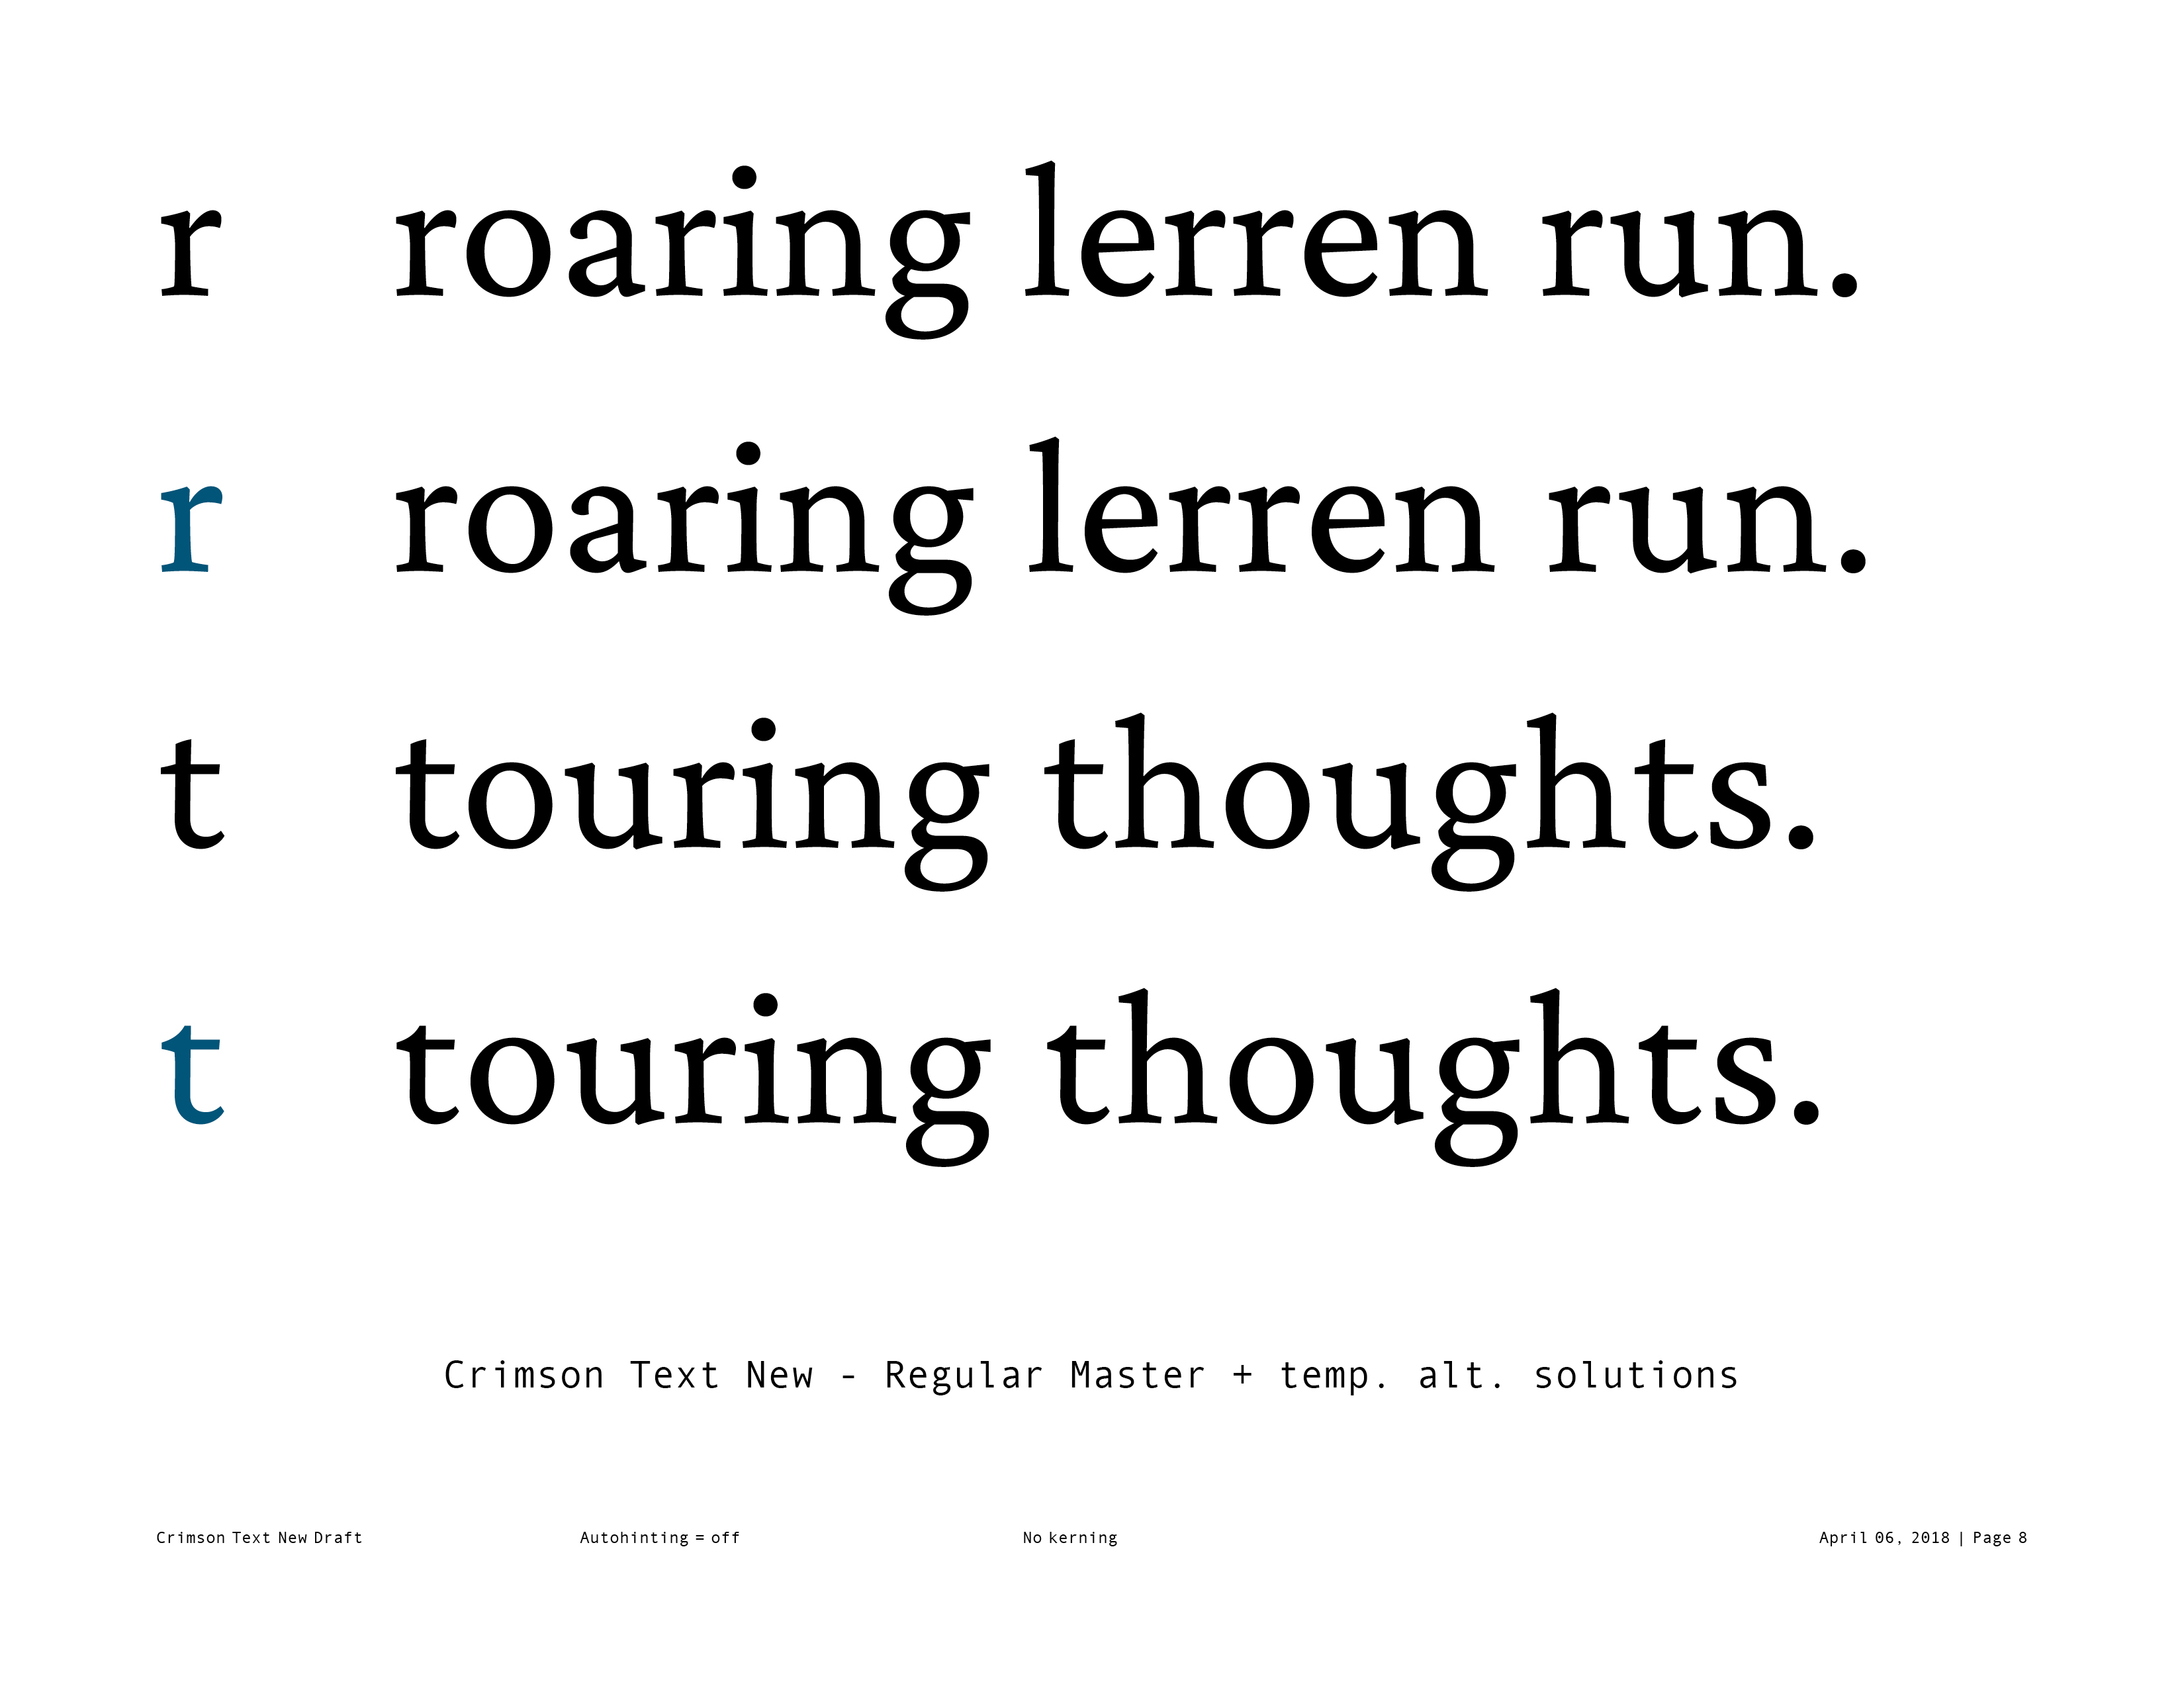 r roaring lerren run.
r roaring lerren run.
t touring thoughts.
t touring thoughts.
Crimson Text New - Regular Master + temp. alt. solutions
Crimson Text New Draft Autohinting = off No kerning April 06, 2018 | Page 8